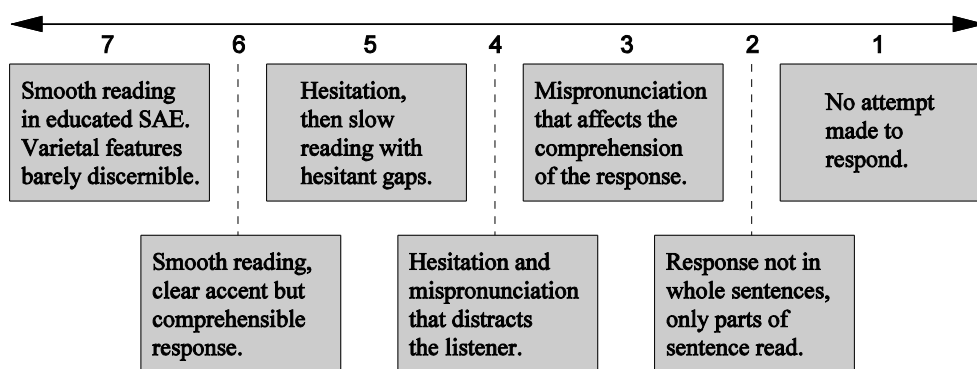 7 6 5 4 3 2 1
Smooth reading
in educated SAE.
Varietal features
barely discernible.
Hesitation,
then slow
reading with
hesitant gaps.
Mispronunciation
that affects the
comprehension
of the response.
No attempt
made to
respond.
Smooth reading,
clear accent but
comprehensible
response.
Hesitation and
mispronunciation
that distracts
the listener.
Response not in
whole sentences,
only parts of
sentence read.